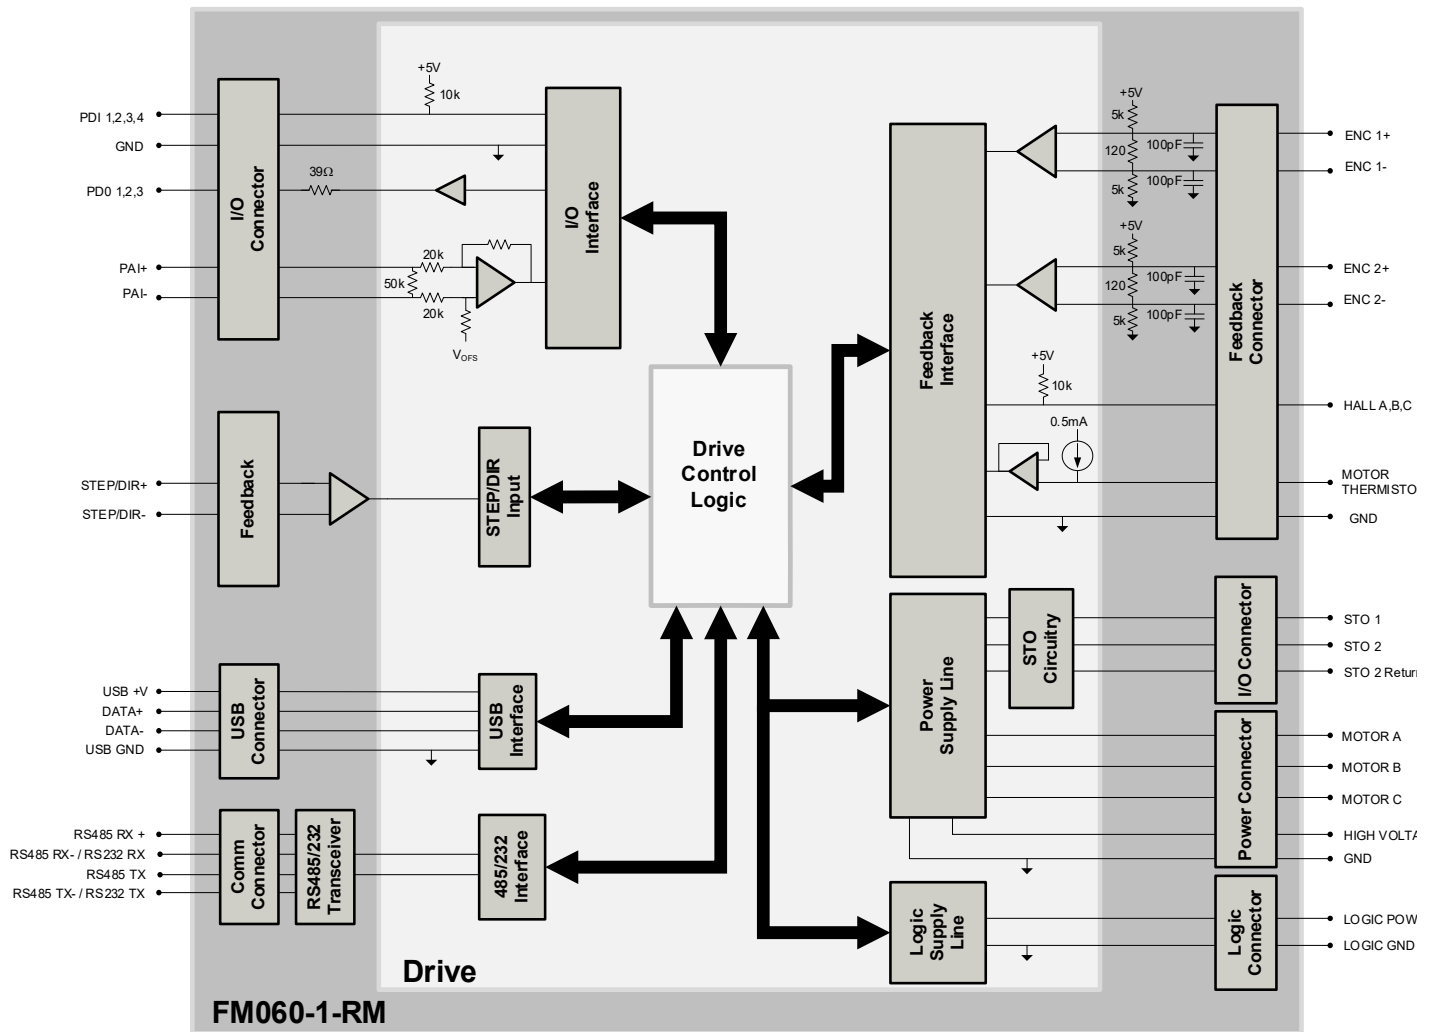 +5V
10k
PDI 1,2,3,4
GND
39Ω
PD0 1,2,3
I/O
Connector
I/O
Interface
PAI+
PAI-
20k
50k
20k
VOFS
STEP/DIR+
STEP/DIR-
Feedback
STEP/DIR
Input
Drive
Control
Logic
USB +V
DATA+
DATA-
USB GND
USB
Connector
USB
Interface
RS485 RX +
RS485 RX- / RS232 RX
RS485 TX
RS485 TX- / RS232 TX
Comm
Connector
RS485/232
Transceiver
485/232
Interface
Feedback
Interface
+5V
5k
120
5k
100pF
100pF
ENC 1+
ENC 1-
+5V
5k
120
5k
100pF
100pF
ENC 2+
ENC 2-
Feedback
Connector
+5V
10k
HALL A,B,C
0.5mA
MOTOR
THERMISTO
GND
Power
Supply Line
STO
Circuitry
I/O Connector
STO 1
STO 2
STO 2 Retur
Power Connector
MOTOR A
MOTOR B
MOTOR C
HIGH VOLTA
GND
Logic
Supply
Line
Logic
Connector
LOGIC POW
LOGIC GND
Drive
FM060-1-RM